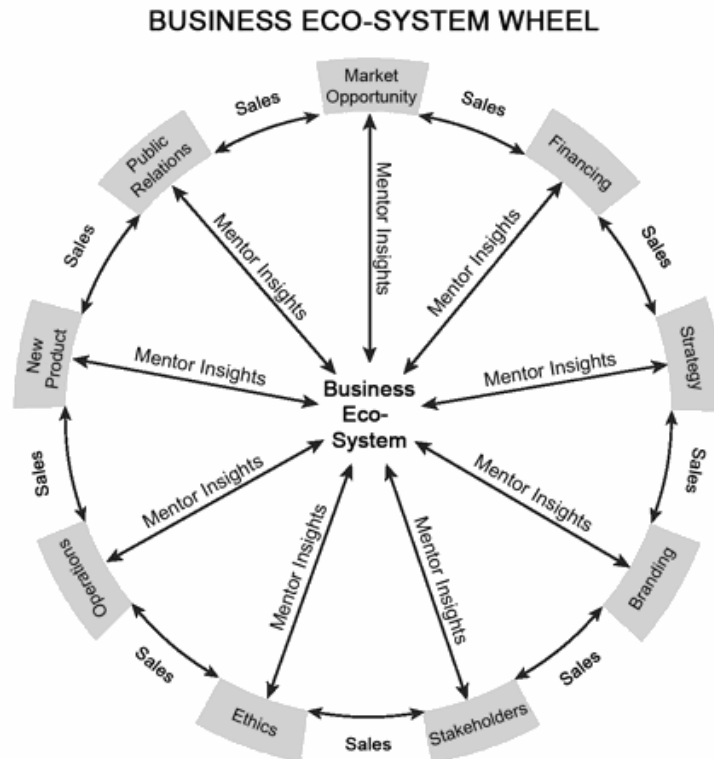 BUSINESS ECO-SYSTEM WHEEL
Market
Opportunity
Sales
Financing
Sales
Strategy
Sales
Branding
Sales
Stakeholders
Sales
Ethics
Sales
Operations
Sales
New
Product
Sales
Public
Relations
Sales
Mentor Insights
Mentor Insights
Mentor Insights
Mentor Insights
Mentor Insights
Mentor Insights
Mentor Insights
Mentor Insights
Mentor Insights
Business
Eco-
System